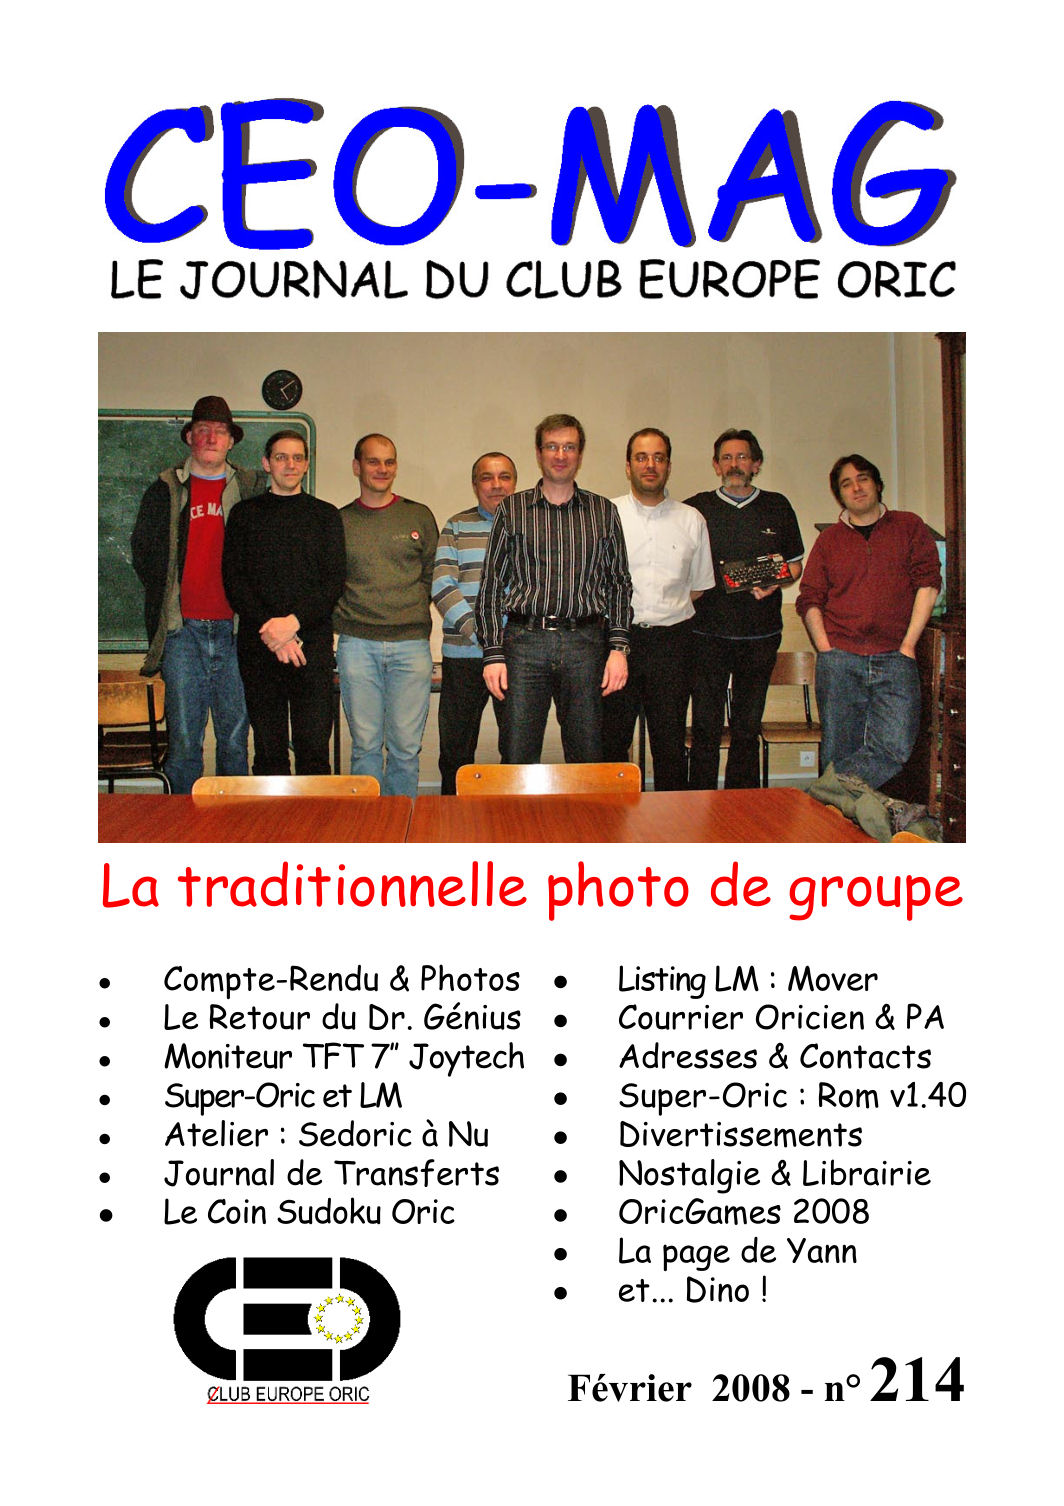 CEO-MAG
LE JOURNAL DU CLUB EUROPE ORIC
CE MA
La traditionnelle photo de groupe
• Compte-Rendu & Photos
• Le Retour du Dr. Génius
• Moniteur TFT 7" Joytech
• Super-Oric et LM
• Atelier : Sedoric à Nu
• Journal de Transferts
• Le Coin Sudoku Oric
• Listing LM : Mover
• Courrier Oricien & PA
• Adresses & Contacts
• Super-Oric : Rom v1.40
• Divertissements
• Nostalgie & Librairie
• OricGames 2008
• La page de Yann
• et... Dino !
CEO
CLUB EUROPE ORIC
Février 2008 - n° 214